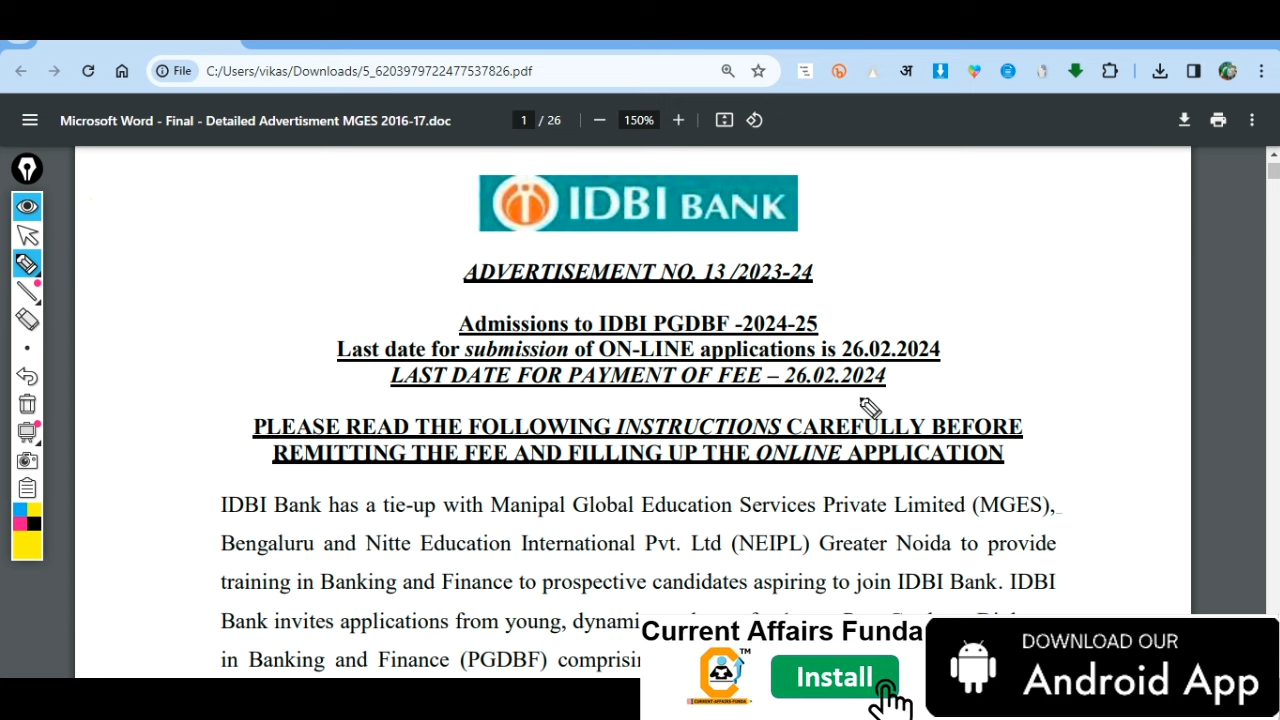 File
C:/Users/vikas/Downloads/5_6203979722477537826.pdf
अ
Microsoft Word - Final - Detailed Advertisment MGES 2016-17.doc
1 / 26
150%
IDBI BANK
ADVERTISEMENT NO. 13 /2023-24
Admissions to IDBI PGDBF -2024-25
Last date for submission of ON-LINE applications is 26.02.2024
LAST DATE FOR PAYMENT OF FEE – 26.02.2024
PLEASE READ THE FOLLOWING INSTRUCTIONS CAREFULLY BEFORE
REMITTING THE FEE AND FILLING UP THE ONLINE APPLICATION
IDBI Bank has a tie-up with Manipal Global Education Services Private Limited (MGES),
Bengaluru and Nitte Education International Pvt. Ltd (NEIPL) Greater Noida to provide
training in Banking and Finance to prospective candidates aspiring to join IDBI Bank. IDBI
Bank invites applications from young, dynami
in Banking and Finance (PGDBF) comprisi
Current Affairs Funda
TM
CURRENT-AFFAIRS-FUNDA
Install
DOWNLOAD OUR
Android App